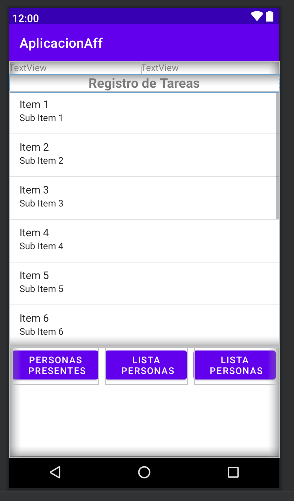 12:00
AplicacionAff
TextView TextView
Registro de Tareas
Item 1
Sub Item 1
Item 2
Sub Item 2
Item 3
Sub Item 3
Item 4
Sub Item 4
Item 5
Sub Item 5
Item 6
Sub Item 6
PERSONAS LISTA LISTA
PRESENTES PERSONAS PERSONAS